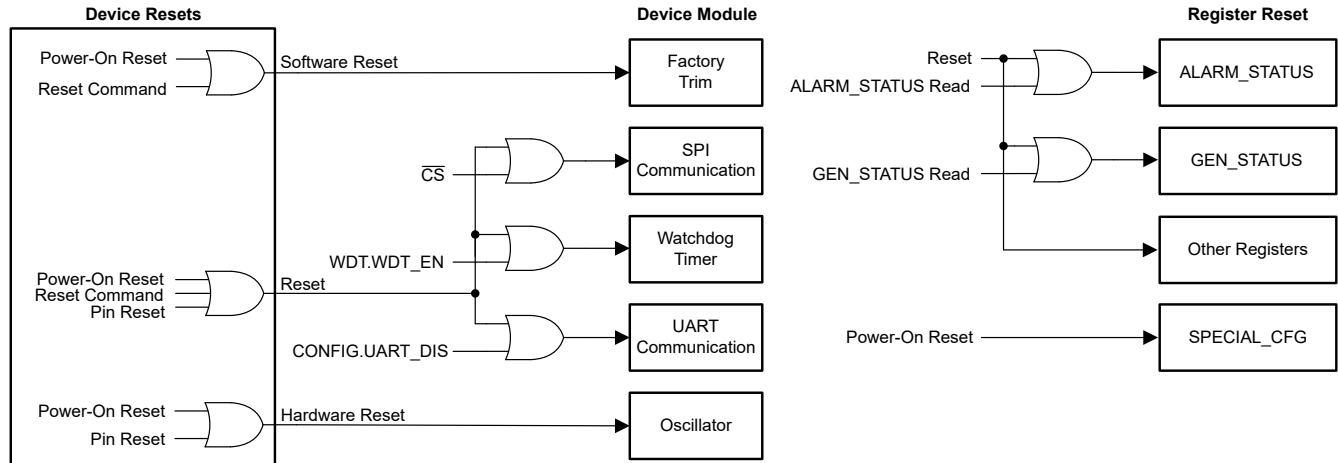 Device Resets
Device Module
Register Reset
Power-On Reset
Reset Command
Software Reset
Factory
Trim
Reset
ALARM_STATUS Read
ALARM_STATUS
CS
SPI
Communication
GEN_STATUS Read
GEN_STATUS
WDT.WDT_EN
Watchdog
Timer
Other Registers
Power-On Reset
Reset Command
Pin Reset
Reset
CONFIG.UART_DIS
UART
Communication
Power-On Reset
SPECIAL_CFG
Power-On Reset
Pin Reset
Hardware Reset
Oscillator